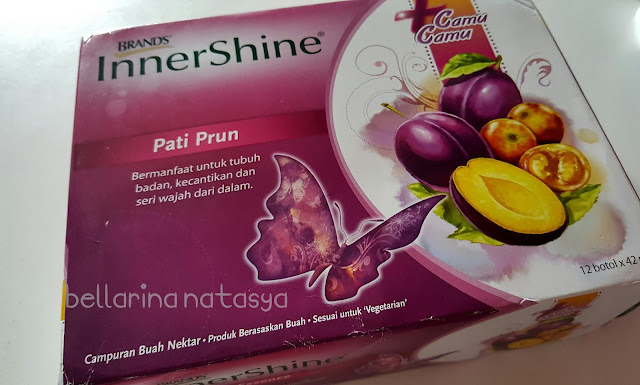 BRAND'S®
INNERSHINE®
+ Camu
Camu
Pati Prun
Bermanfaat untuk tubuh
badan, kecantikan dan
seri wajah dari dalam.
12 botol x 42
bellarina natasya
Campuran Buah Nektar • Produk Berasaskan Buah • Sesuai untuk 'Vegetarian'